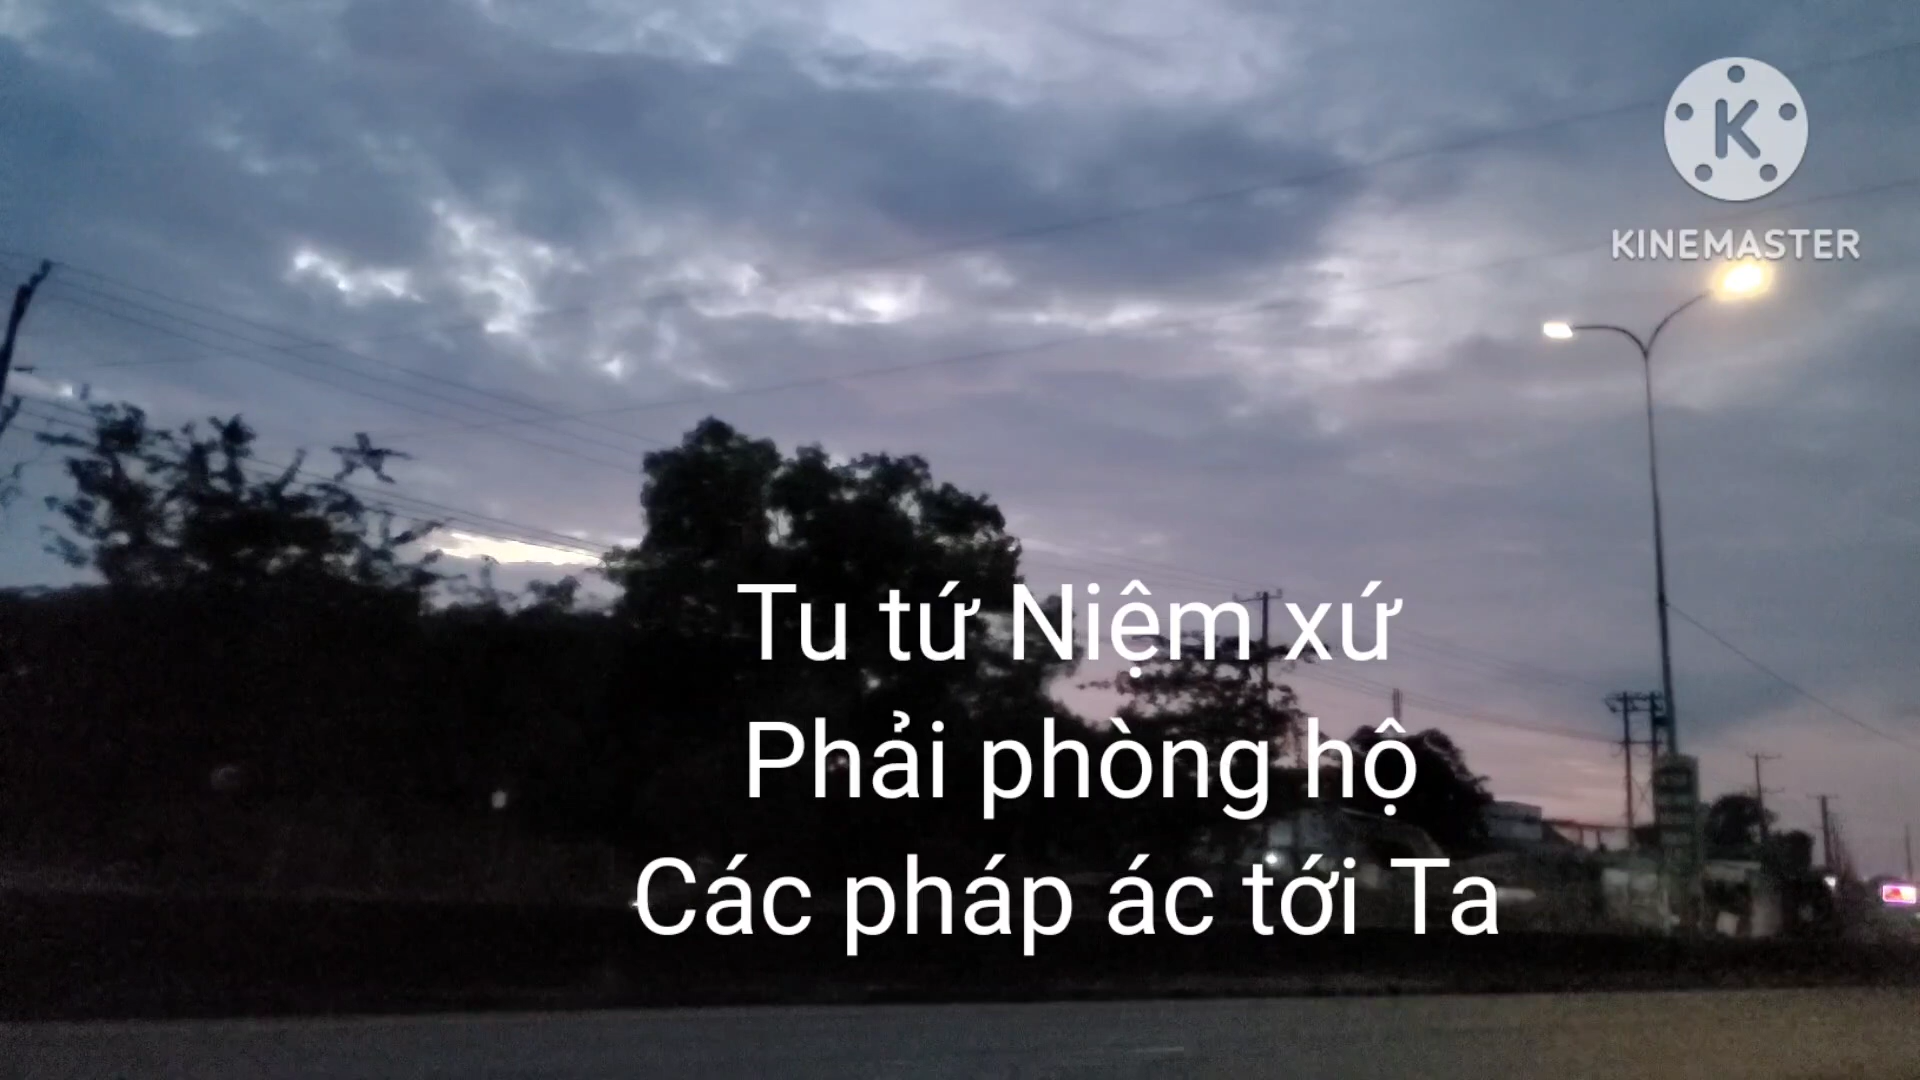 K
KINEMASTER
Tu tứ Niệm xứ
Phải phòng hộ
Các pháp ác tới Ta